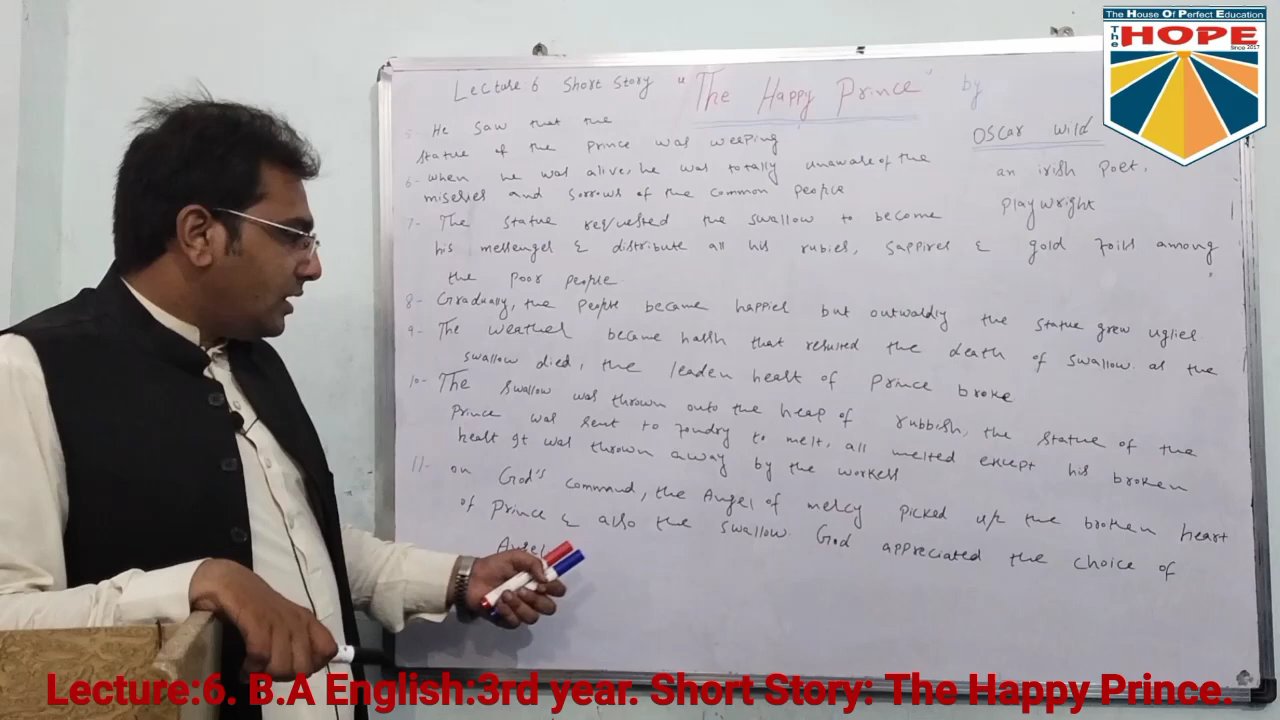 The House Of Perfect Education
The HOPE
Since 2017
Lecture:6 Short Story "The Happy Prince" by
Oscar Wild
an irish Poet,
Playwright
5- He saw that the
statue of the prince was weeping
6- when he was alive, he was totally unaware of the
miseries and sorrows of the common people
7- The statue requested the swallow to become
his messenger & distribute all his rubies, sappires & gold foils among
the poor people
8- Gradually, the people became happier but outwardly the statue grew uglier
9- The weather became harsh that resulted the death of swallow. as the
swallow died, the leaden heart of Prince broke
10- The swallow was thrown onto the heap of rubbish, the statue of the
Prince was sent to foundry to melt, all melted except his broken
heart It was thrown away by the workers
11- on God's command, the Angel of mercy picked up the broken heart
of Prince & also the swallow. God appreciated the choice of
Angel
Lecture:6. B.A English:3rd year. Short Story: The Happy Prince.